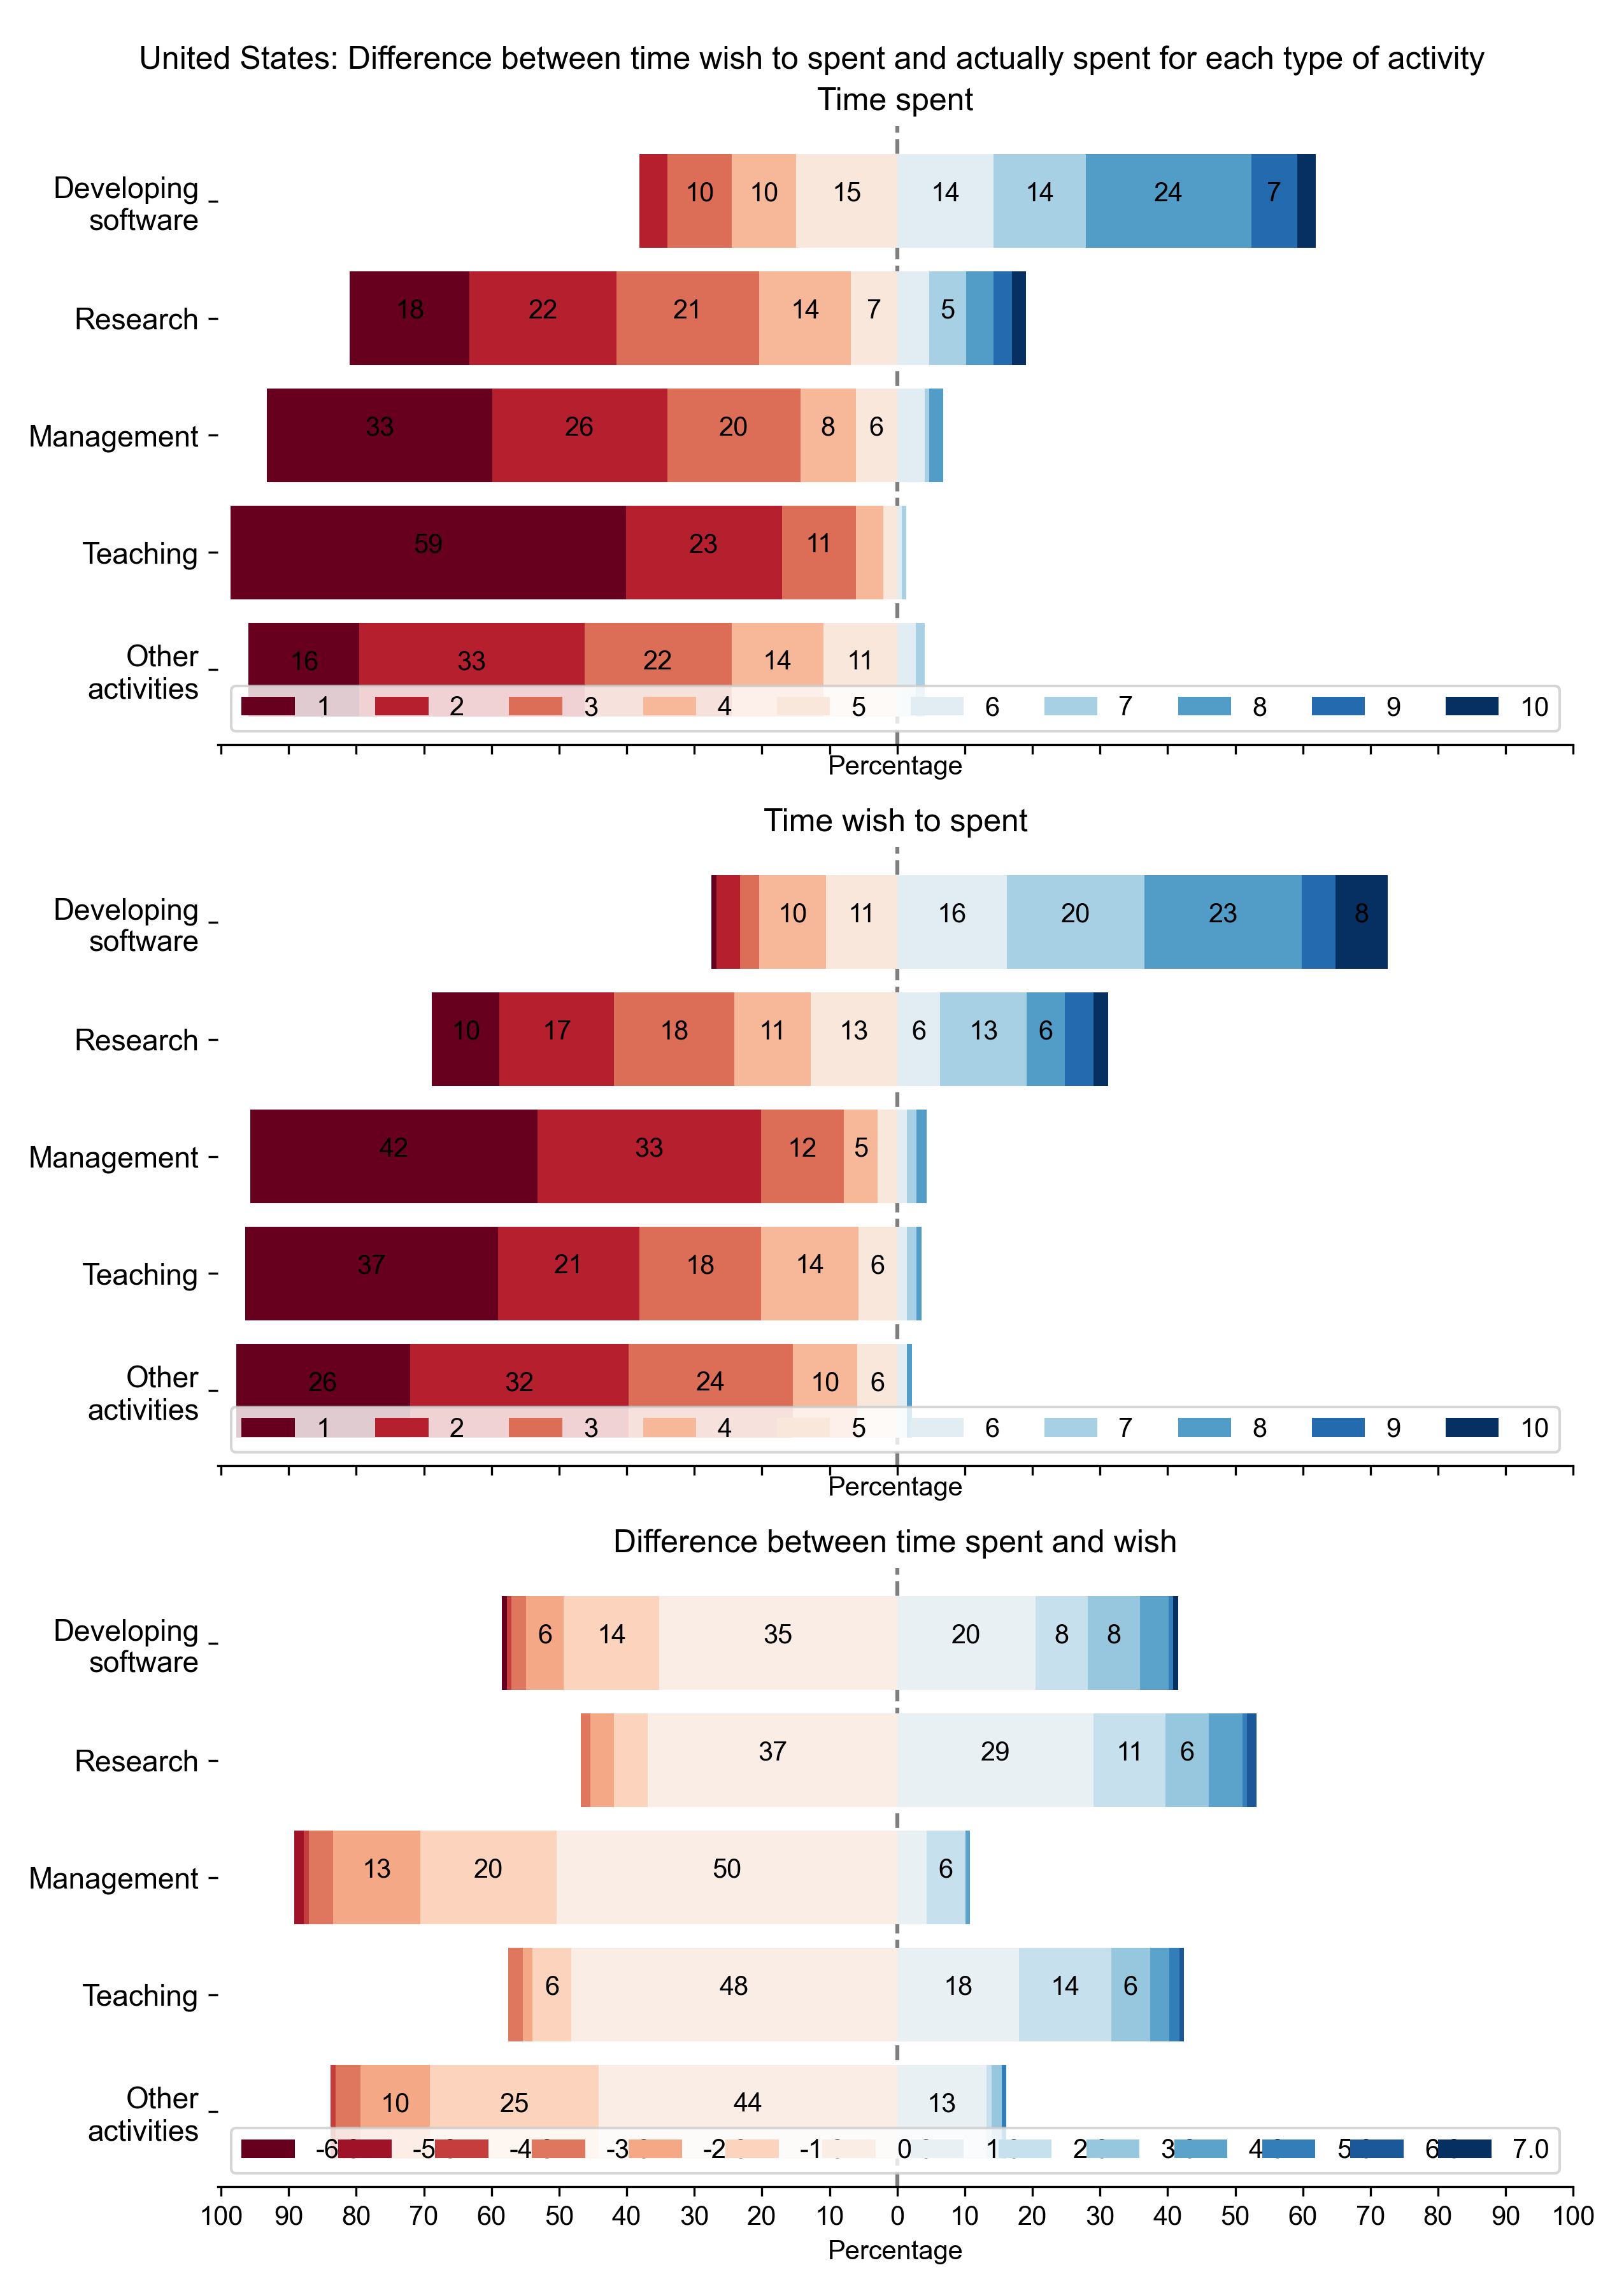 United States: Difference between time wish to spent and actually spent for each type of activity
Time spent
Developing
software
10 10 15 14 14 24 7
Research
18 22 21 14 7 5
Management
33 26 20 8 6
Teaching
59 23 11
Other
activities
16 33 22 14 11
1 2 3 4 5 6 7 8 9 10
Percentage
Time wish to spent
Developing
software
10 11 16 20 23 8
Research
10 17 18 11 13 6 13 6
Management
42 33 12 5
Teaching
37 21 18 14 6
Other
activities
26 32 24 10 6
1 2 3 4 5 6 7 8 9 10
Percentage
Difference between time spent and wish
Developing
software
6 14 35 20 8 8
Research
37 29 11 6
Management
13 20 50 6
Teaching
6 48 18 14 6
Other
activities
10 25 44 13
7.0
100 90 80 70 60 50 40 30 20 10 0 10 20 30 40 50 60 70 80 90 100
Percentage